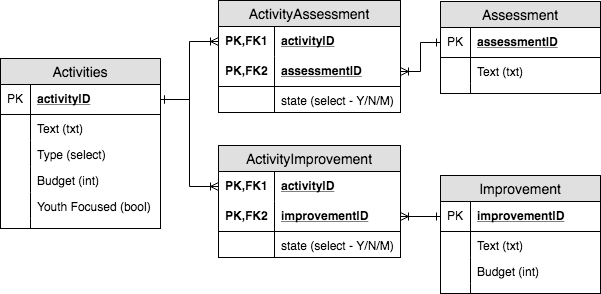 Activities
PK activityID
Text (txt)
Type (select)
Budget (int)
Youth Focused (bool)
ActivityAssessment
PK,FK1 activityID
PK,FK2 assessmentID
state (select - Y/N/M)
Assessment
PK assessmentID
Text (txt)
ActivityImprovement
PK,FK1 activityID
PK,FK2 improvementID
state (select - Y/N/M)
Improvement
PK improvementID
Text (txt)
Budget (int)